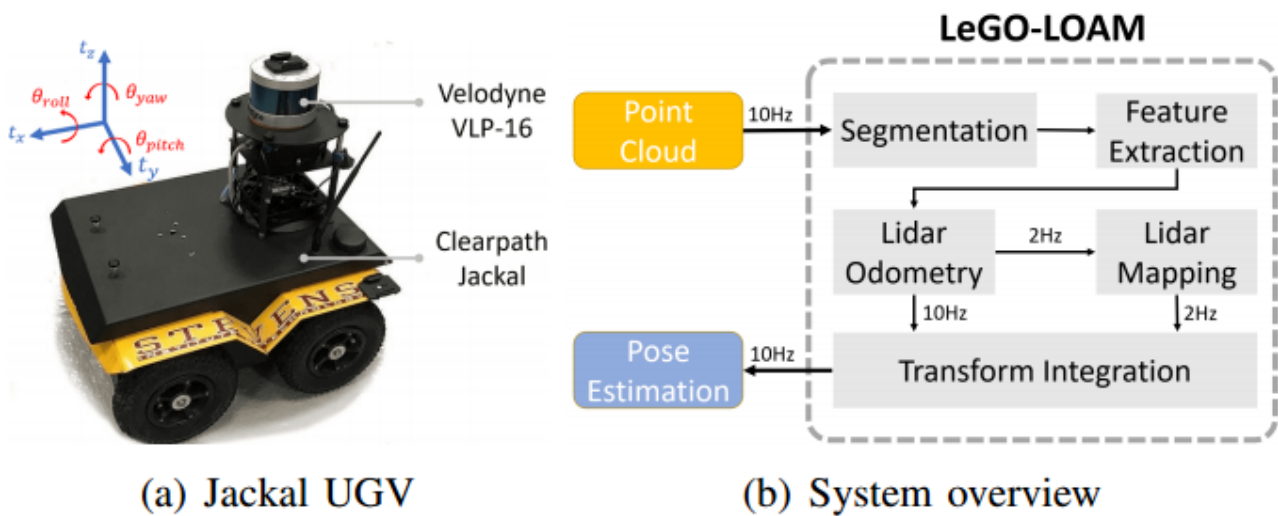 t_z
θ_roll
θ_yaw
t_x
θ_pitch
t_y
Velodyne
VLP-16
Clearpath
Jackal
STEVENS
(a) Jackal UGV
LeGO-LOAM
Point
Cloud
10Hz
Segmentation
Feature
Extraction
Lidar
Odometry
2Hz
Lidar
Mapping
10Hz
2Hz
Pose
Estimation
10Hz
Transform Integration
(b) System overview